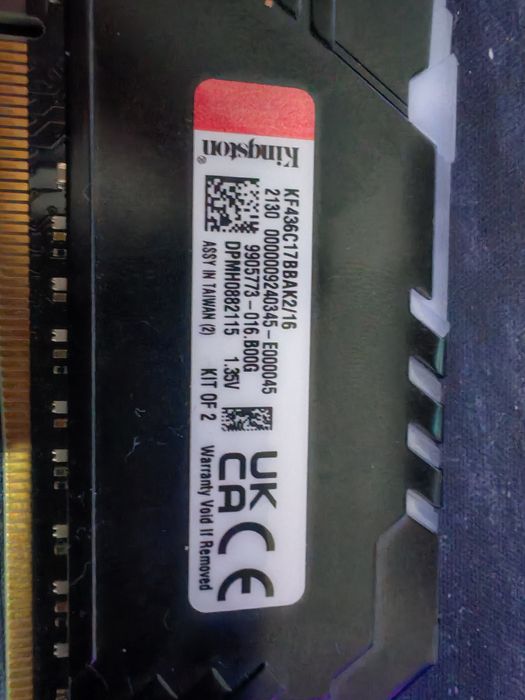 Kingston®
KF436C17BBAK2/16
2130 0000009240345-E000045
9905773-016.B00G
DPMH0882115 1.35V
ASSY IN TAIWAN (2) KIT OF 2
UK
CA
CE
Warranty Void If Removed